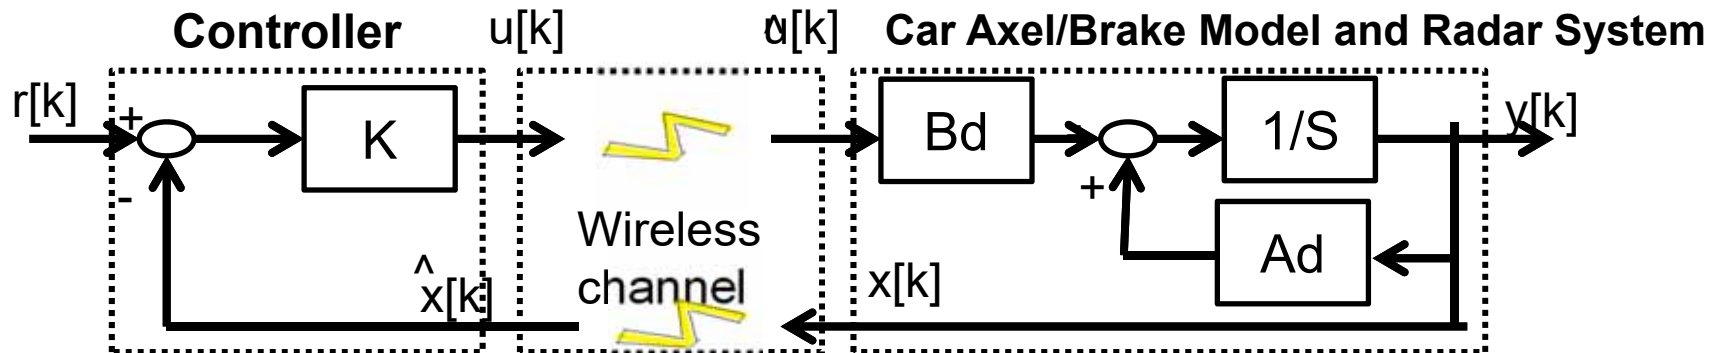 Controller
u[k]
û[k]
Car Axel/Brake Model and Radar System
r[k]
+
-
K
Wireless
channel
^
x[k]
Bd
1/S
y[k]
+
Ad
x[k]